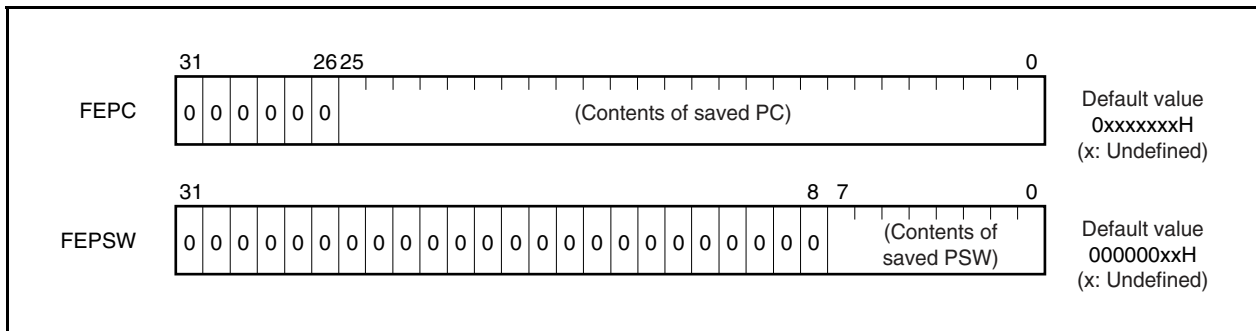 31 26 25 0
FEPC 0 0 0 0 0 0 (Contents of saved PC) Default value
0xxxxxxxH
(x: Undefined)
31 8 7 0
FEPSW 0 0 0 0 0 0 0 0 0 0 0 0 0 0 0 0 0 0 0 0 0 0 0 0 (Contents of Default value
saved PSW) 000000xxH
(x: Undefined)